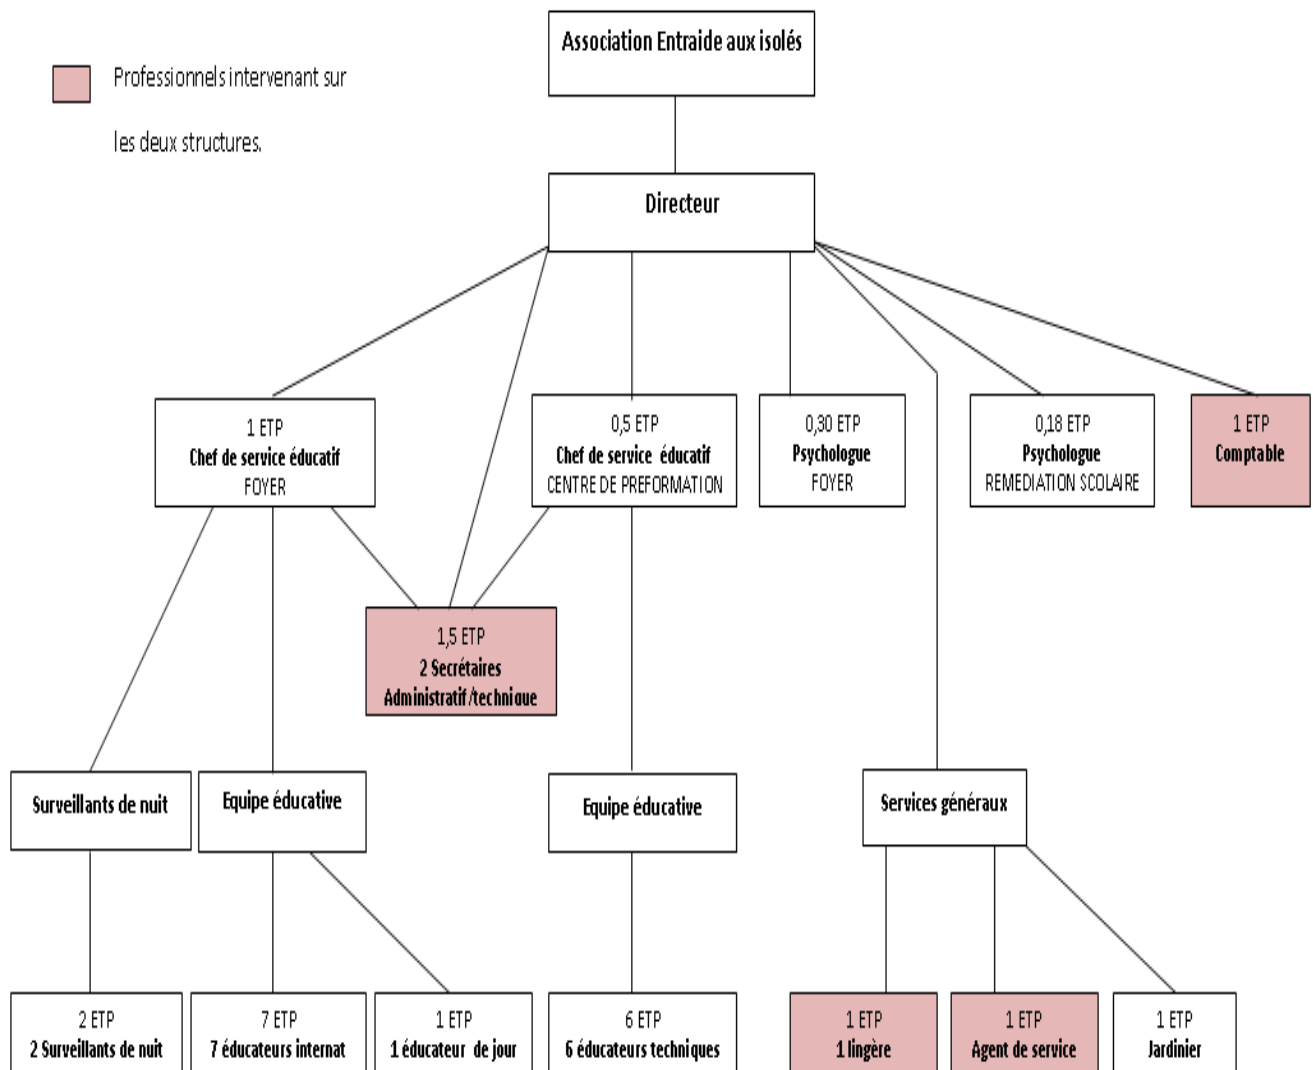 Association Entraide aux isolés
Professionnels intervenant sur
les deux structures.
Directeur
1 ETP
Chef de service éducatif
FOYER
0,5 ETP
Chef de service éducatif
CENTRE DE PREFORMATION
0,30 ETP
Psychologue
FOYER
0,18 ETP
Psychologue
REMEDIATION SCOLAIRE
1 ETP
Comptable
1,5 ETP
2 Secrétaires
Administratif/technique
Surveillants de nuit
Equipe éducative
Equipe éducative
Services généraux
2 ETP
2 Surveillants de nuit
7 ETP
7 éducateurs internat
1 ETP
1 éducateur de jour
6 ETP
6 éducateurs techniques
1 ETP
1 lingère
1 ETP
Agent de service
1 ETP
Jardinier